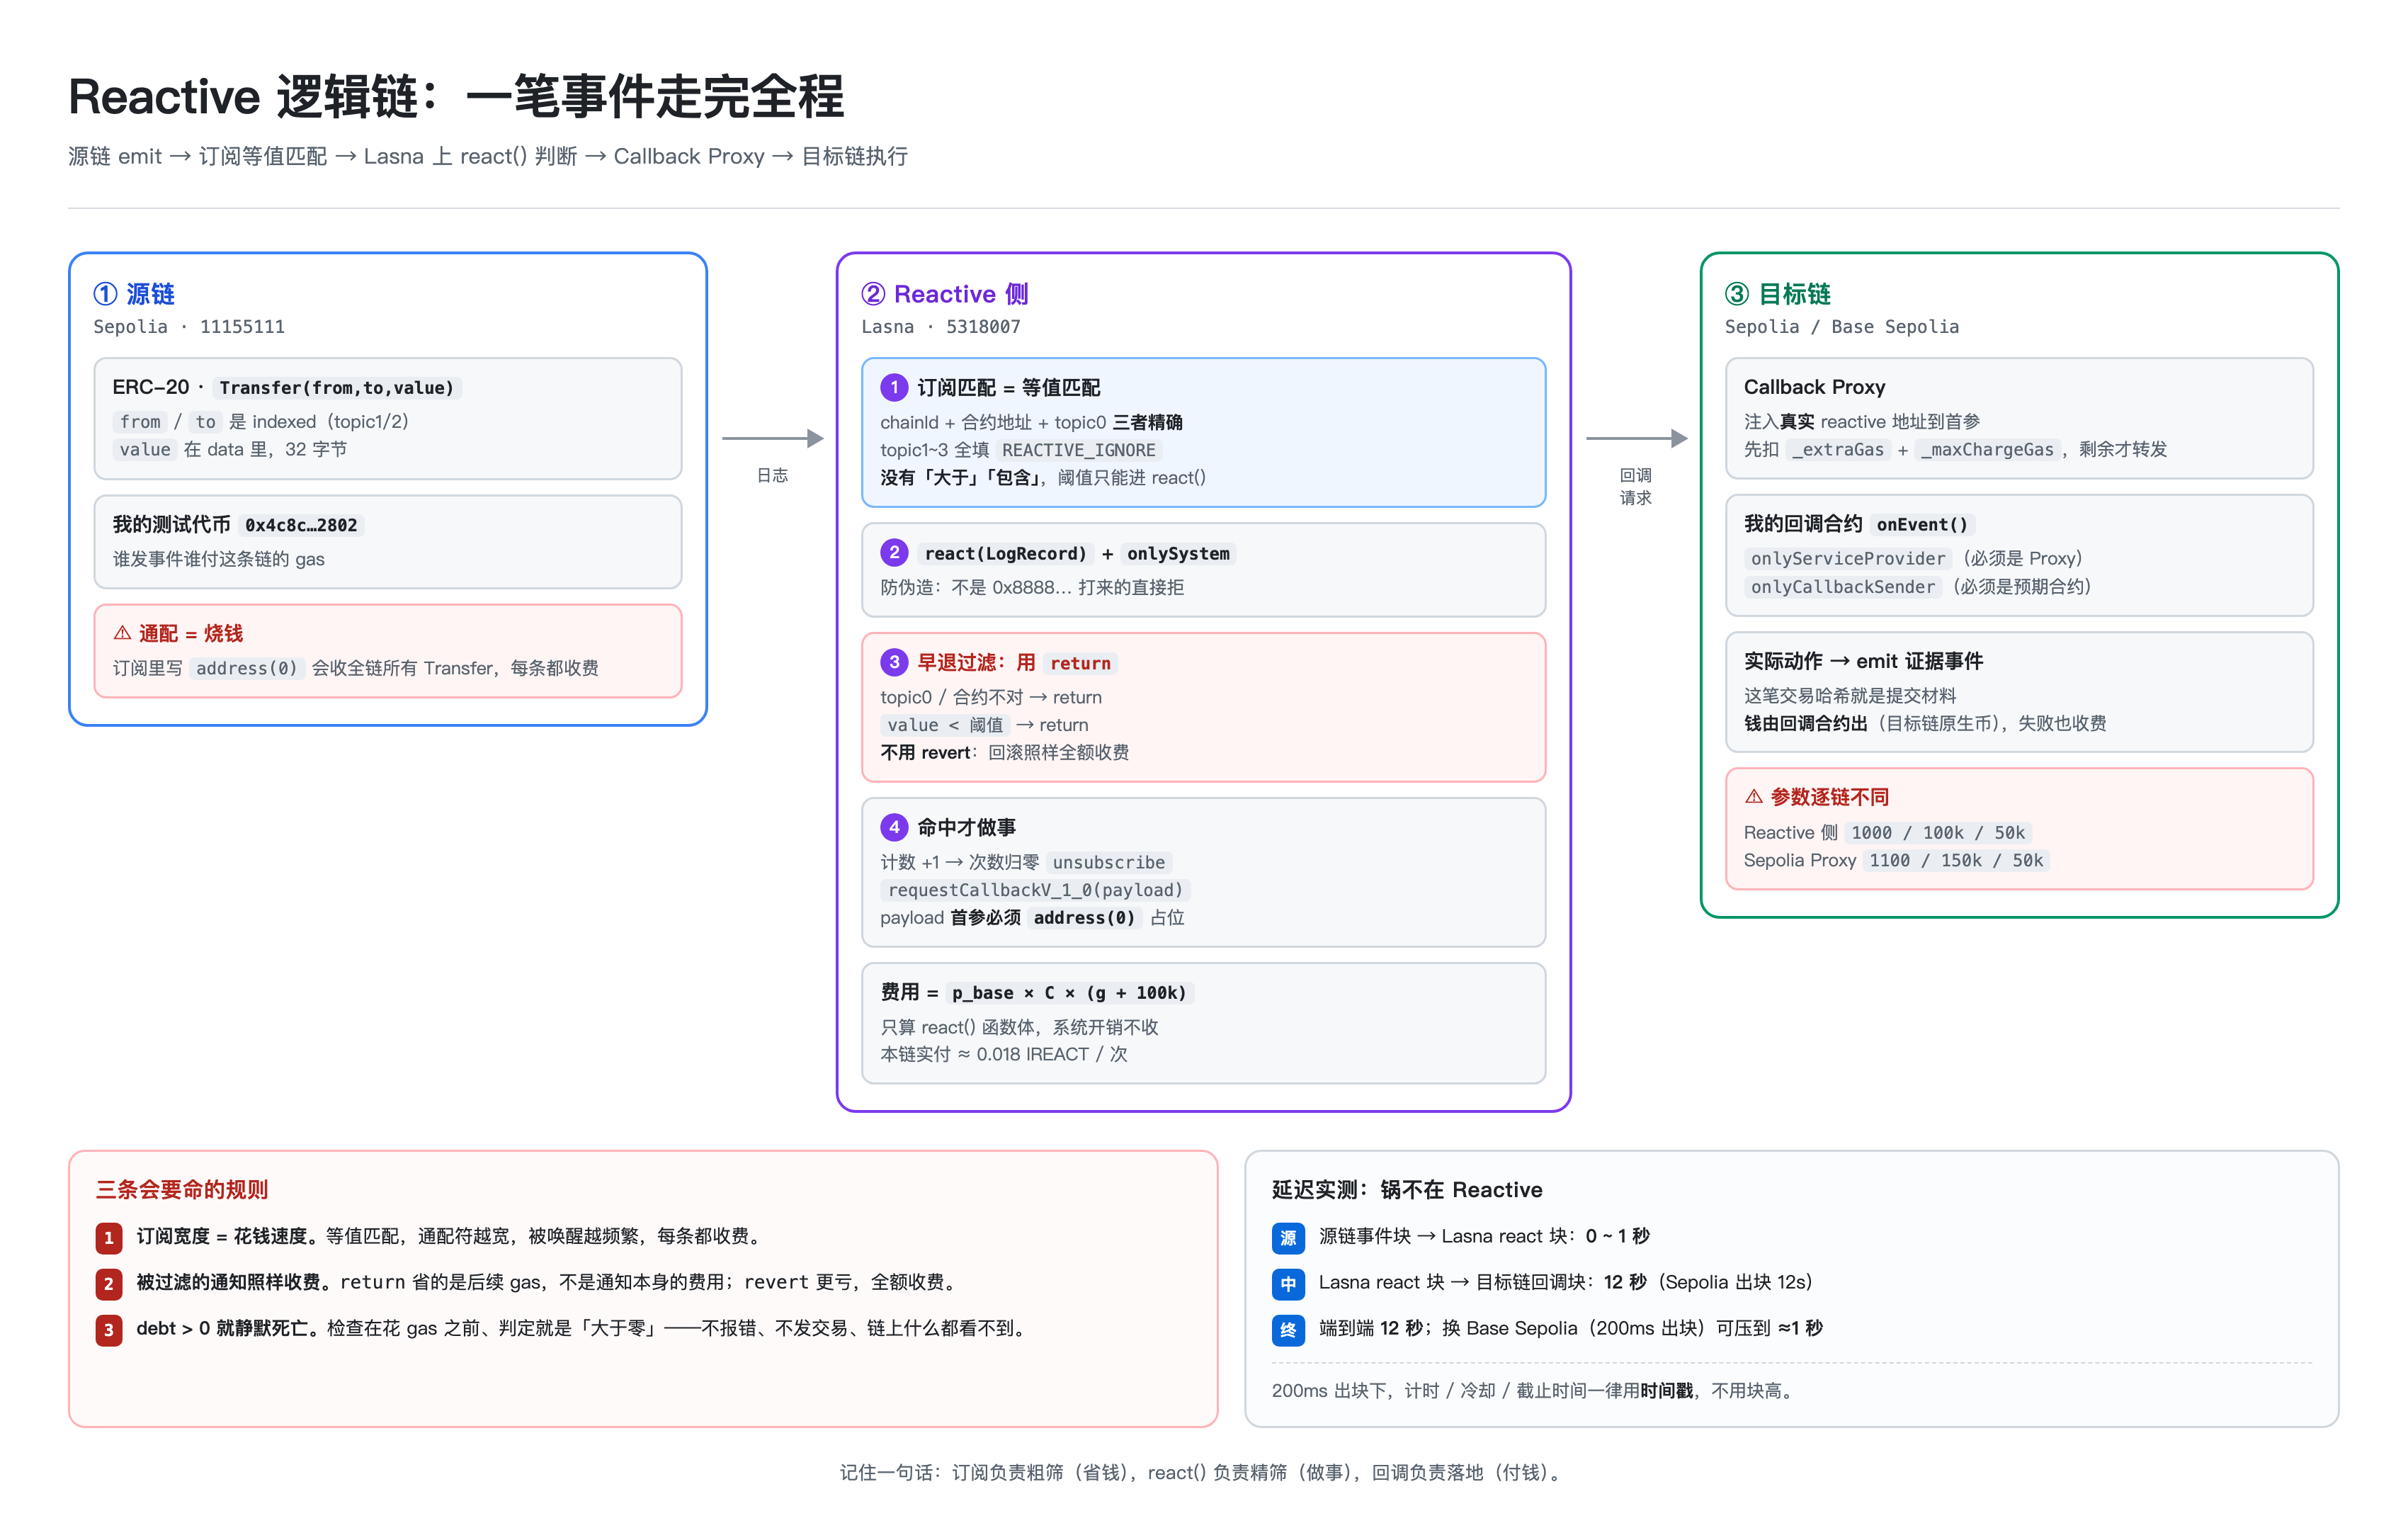 Reactive 逻辑链：一笔事件走完全程
源链 emit → 订阅等值匹配 → Lasna 上 react() 判断 → Callback Proxy → 目标链执行
① 源链
Sepolia · 11155111
ERC-20 · Transfer(from,to,value)
from / to 是 indexed（topic1/2）
value 在 data 里，32 字节
我的测试代币 0x4c8c…2802
谁发事件谁付这条链的 gas
⚠ 通配 = 烧钱
订阅里写 address(0) 会收全链所有 Transfer，每条都收费
日志
② Reactive 侧
Lasna · 5318007
1 订阅匹配 = 等值匹配
chainId + 合约地址 + topic0 三者精确
topic1~3 全填 REACTIVE_IGNORE
没有「大于」「包含」，阈值只能进 react()
2 react(LogRecord) + onlySystem
防伪造：不是 0x8888… 打来的直接拒
3 早退过滤：用 return
topic0 / 合约不对 → return
value < 阈值 → return
不用 revert：回滚照样全额收费
4 命中才做事
计数 +1 → 次数归零 unsubscribe
requestCallbackV_1_0(payload)
payload 首参必须 address(0) 占位
费用 = p_base × C × (g + 100k)
只算 react() 函数体，系统开销不收
本链实付 ≈ 0.018 lREACT / 次
回调
请求
③ 目标链
Sepolia / Base Sepolia
Callback Proxy
注入真实 reactive 地址到首参
先扣 _extraGas + _maxChargeGas，剩余才转发
我的回调合约 onEvent()
onlyServiceProvider（必须是 Proxy）
onlyCallbackSender（必须是预期合约）
实际动作 → emit 证据事件
这笔交易哈希就是提交材料
钱由回调合约出（目标链原生币），失败也收费
⚠ 参数逐链不同
Reactive 侧 1000 / 100k / 50k
Sepolia Proxy 1100 / 150k / 50k
三条会要命的规则
1 订阅宽度 = 花钱速度。等值匹配，通配符越宽，被唤醒越频繁，每条都收费。
2 被过滤的通知照样收费。return 省的是后续 gas，不是通知本身的费用；revert 更亏，全额收费。
3 debt > 0 就静默死亡。检查在花 gas 之前、判定就是「大于零」——不报错、不发交易、链上什么都看不到。
延迟实测：锅不在 Reactive
源 源链事件块 → Lasna react 块：0 ~ 1 秒
中 Lasna react 块 → 目标链回调块：12 秒（Sepolia 出块 12s）
终 端到端 12 秒；换 Base Sepolia（200ms 出块）可压到 ≈1 秒
200ms 出块下，计时 / 冷却 / 截止时间一律用时间戳，不用块高。
记住一句话：订阅负责粗筛（省钱），react() 负责精筛（做事），回调负责落地（付钱）。